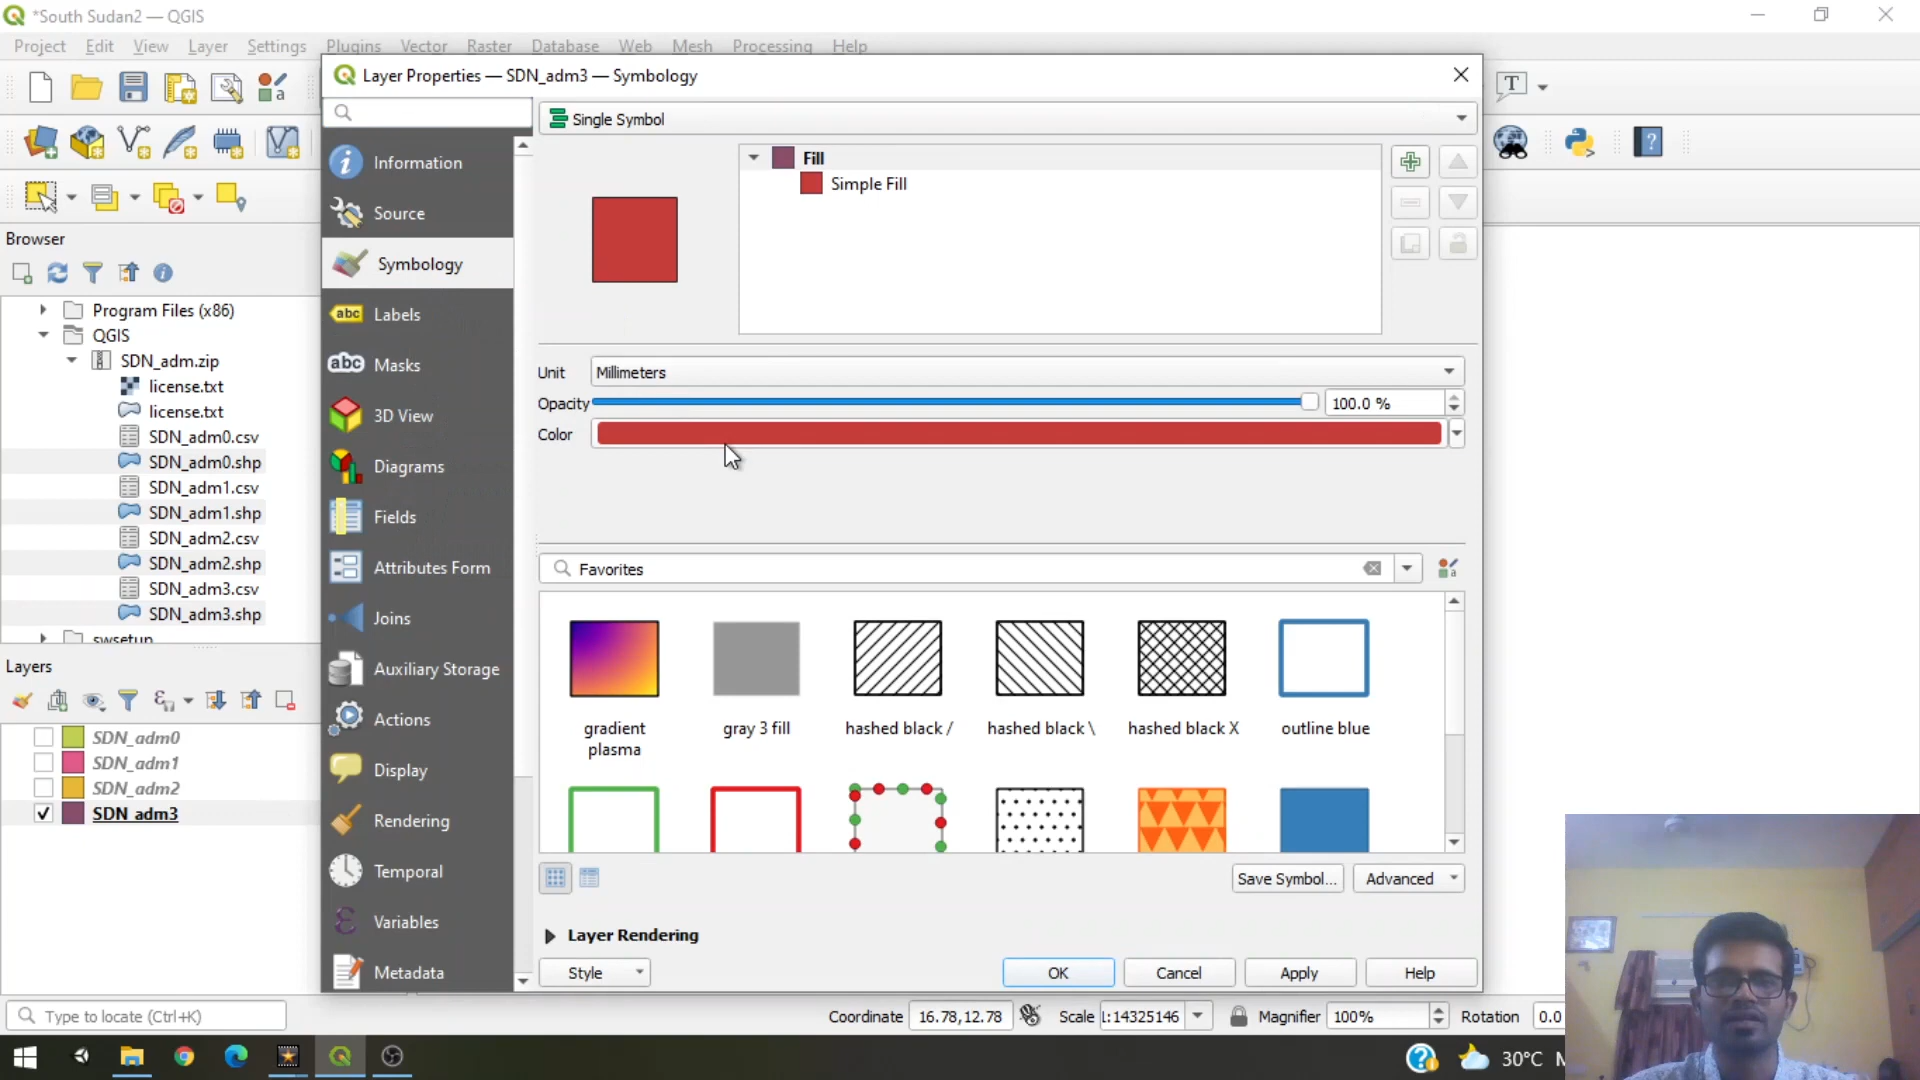 *South Sudan2 — QGIS
Project Edit View Layer Settings Plugins Vector Raster Database Web Mesh Processing Help
Layer Properties — SDN_adm3 — Symbology
Single Symbol
Information
Source
Symbology
Labels
Masks
3D View
Diagrams
Fields
Attributes Form
Joins
Auxiliary Storage
Actions
Display
Rendering
Temporal
Variables
Metadata
Fill
Simple Fill
Unit Millimeters
Opacity 100.0 %
Color
Favorites
gradient plasma
gray 3 fill
hashed black /
hashed black \
hashed black X
outline blue
Save Symbol...
Advanced
Layer Rendering
Style OK Cancel Apply Help
Browser
Program Files (x86)
QGIS
SDN_adm.zip
license.txt
license.txt
SDN_adm0.csv
SDN_adm0.shp
SDN_adm1.csv
SDN_adm1.shp
SDN_adm2.csv
SDN_adm2.shp
SDN_adm3.csv
SDN_adm3.shp
swsetup
Layers
SDN_adm0
SDN_adm1
SDN_adm2
SDN_adm3
Type to locate (Ctrl+K)
Coordinate 16.78,12.78 Scale 1:14325146 Magnifier 100% Rotation 0.0
30°C